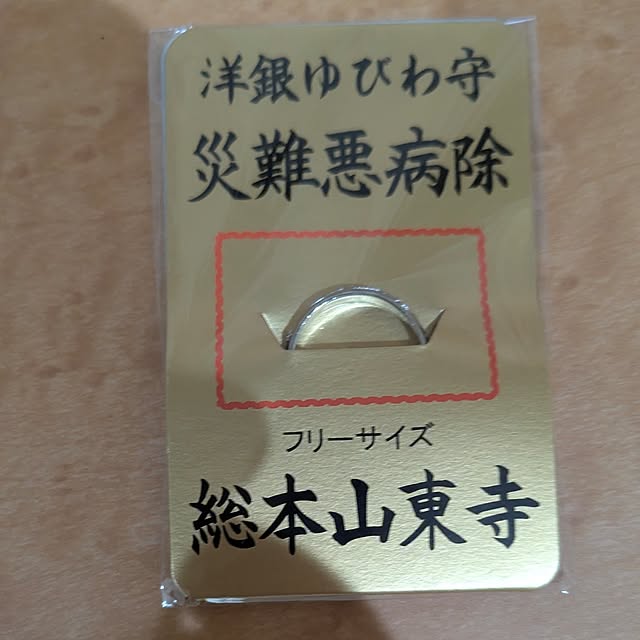 洋銀ゆびわ守
災難悪病除
フリーサイズ
総本山東寺